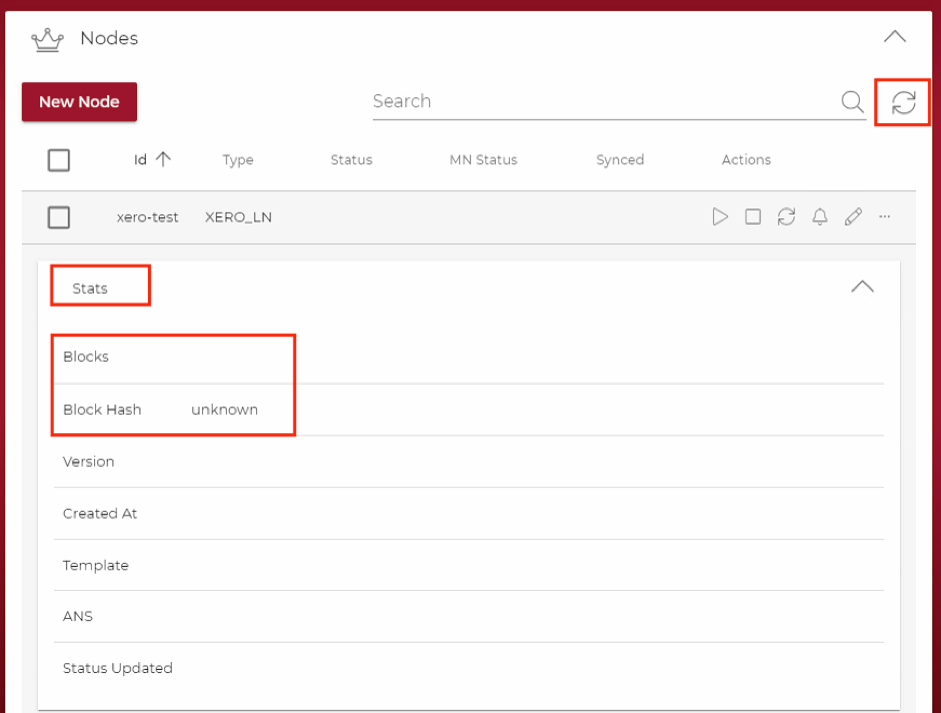 Nodes
New Node
Search
Id Type Status MN Status Synced Actions
xero-test XERO_LN
Stats
Blocks
Block Hash unknown
Version
Created At
Template
ANS
Status Updated